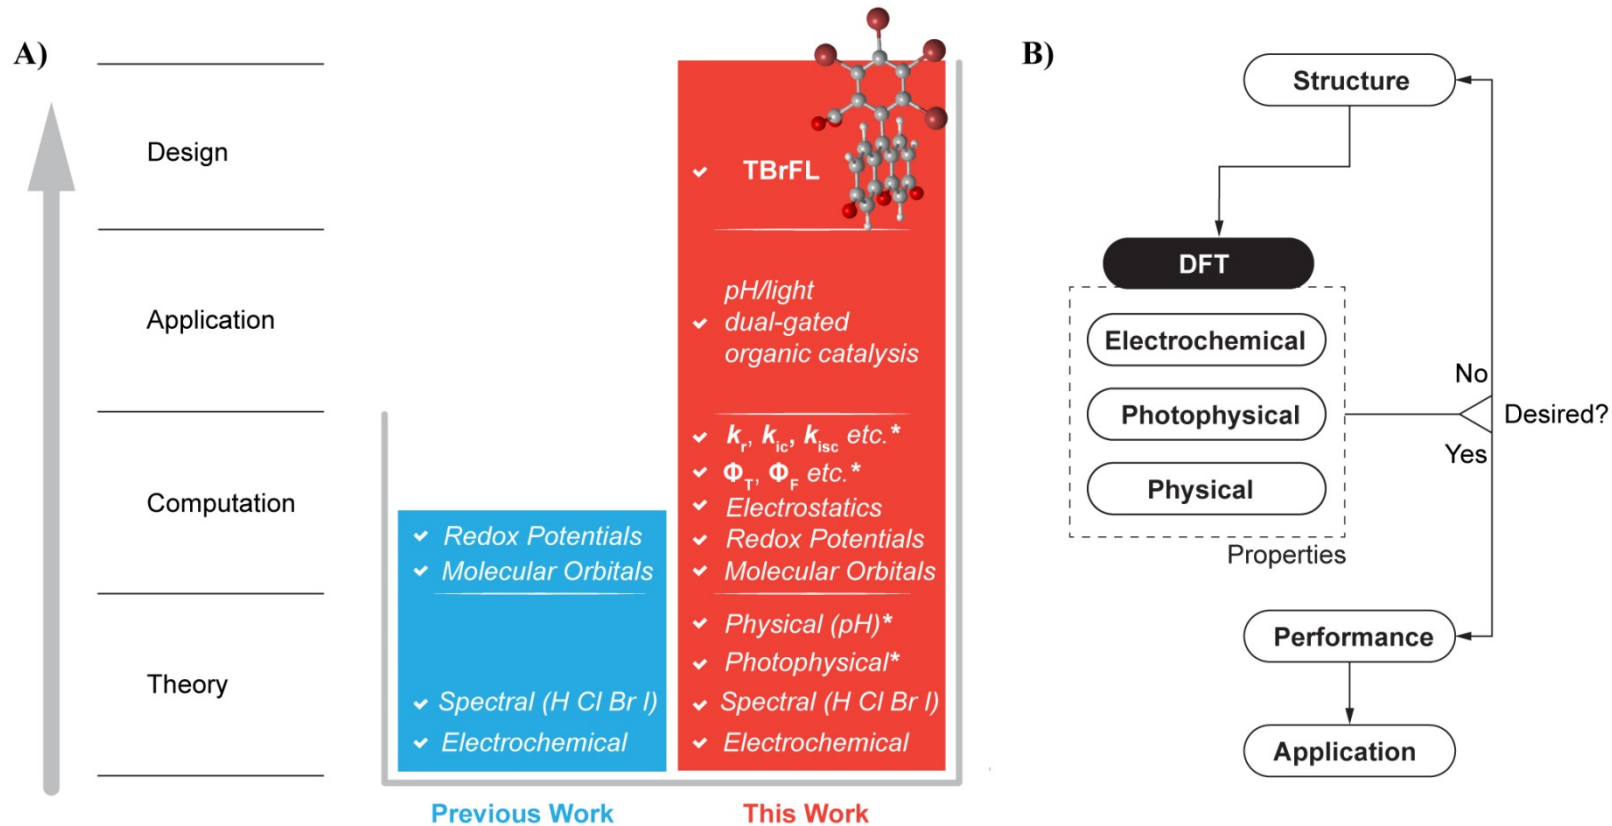 A)
Design
Application
Computation
Theory
Redox Potentials
Molecular Orbitals
Spectral (H Cl Br I)
Electrochemical
Previous Work
TBrFL
pH/light
dual-gated
organic catalysis
kr, kic, kisc etc.*
ΦT, ΦF etc.*
Electrostatics
Redox Potentials
Molecular Orbitals
Physical (pH)*
Photophysical*
Spectral (H Cl Br I)
Electrochemical
This Work
B)
Structure
DFT
Electrochemical
Photophysical
Physical
Properties
No
Desired?
Yes
Performance
Application